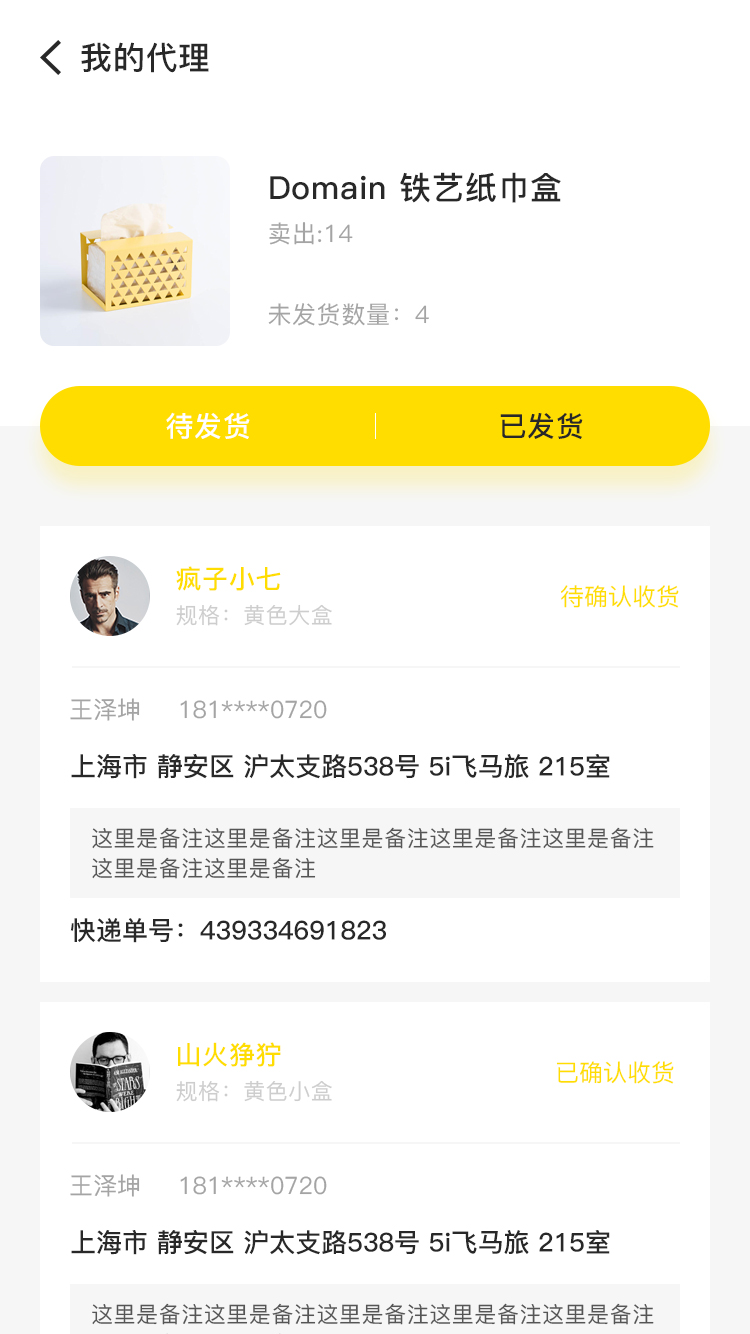 我的代理
Domain 铁艺纸巾盒
卖出:14
未发货数量：4
待发货
已发货
疯子小七
规格：黄色大盒
待确认收货
王泽坤 181****0720
上海市 静安区 沪太支路538号 5i飞马旅 215室
这里是备注这里是备注这里是备注这里是备注这里是备注
这里是备注这里是备注
快递单号：439334691823
山火狰狞
规格：黄色小盒
已确认收货
王泽坤 181****0720
上海市 静安区 沪太支路538号 5i飞马旅 215室
这里是备注这里是备注这里是备注这里是备注这里是备注